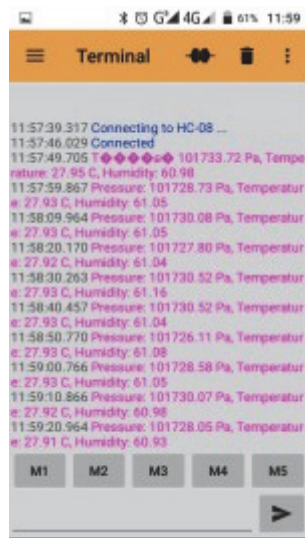 G 4G 61% 11:59
Terminal
11:57:39.317 Connecting to HC-08 ...
11:57:46.029 Connected
11:57:49.705 T����s� 101733.72 Pa, Tempe
rature: 27.95 C, Humidity: 60.98
11:57:59.867 Pressure: 101728.73 Pa, Temperatur
e: 27.93 C, Humidity: 61.05
11:58:09.964 Pressure: 101730.08 Pa, Temperatur
e: 27.93 C, Humidity: 61.05
11:58:20.170 Pressure: 101727.80 Pa, Temperatur
e: 27.92 C, Humidity: 61.04
11:58:30.263 Pressure: 101730.52 Pa, Temperatur
e: 27.93 C, Humidity: 61.16
11:58:40.457 Pressure: 101730.52 Pa, Temperatur
e: 27.93 C, Humidity: 61.04
11:58:50.770 Pressure: 101726.11 Pa, Temperatur
e: 27.93 C, Humidity: 61.08
11:59:00.766 Pressure: 101728.58 Pa, Temperatur
e: 27.93 C, Humidity: 61.05
11:59:10.866 Pressure: 101730.07 Pa, Temperatur
e: 27.92 C, Humidity: 60.98
11:59:20.964 Pressure: 101728.05 Pa, Temperatur
e: 27.91 C, Humidity: 60.93
M1 M2 M3 M4 M5